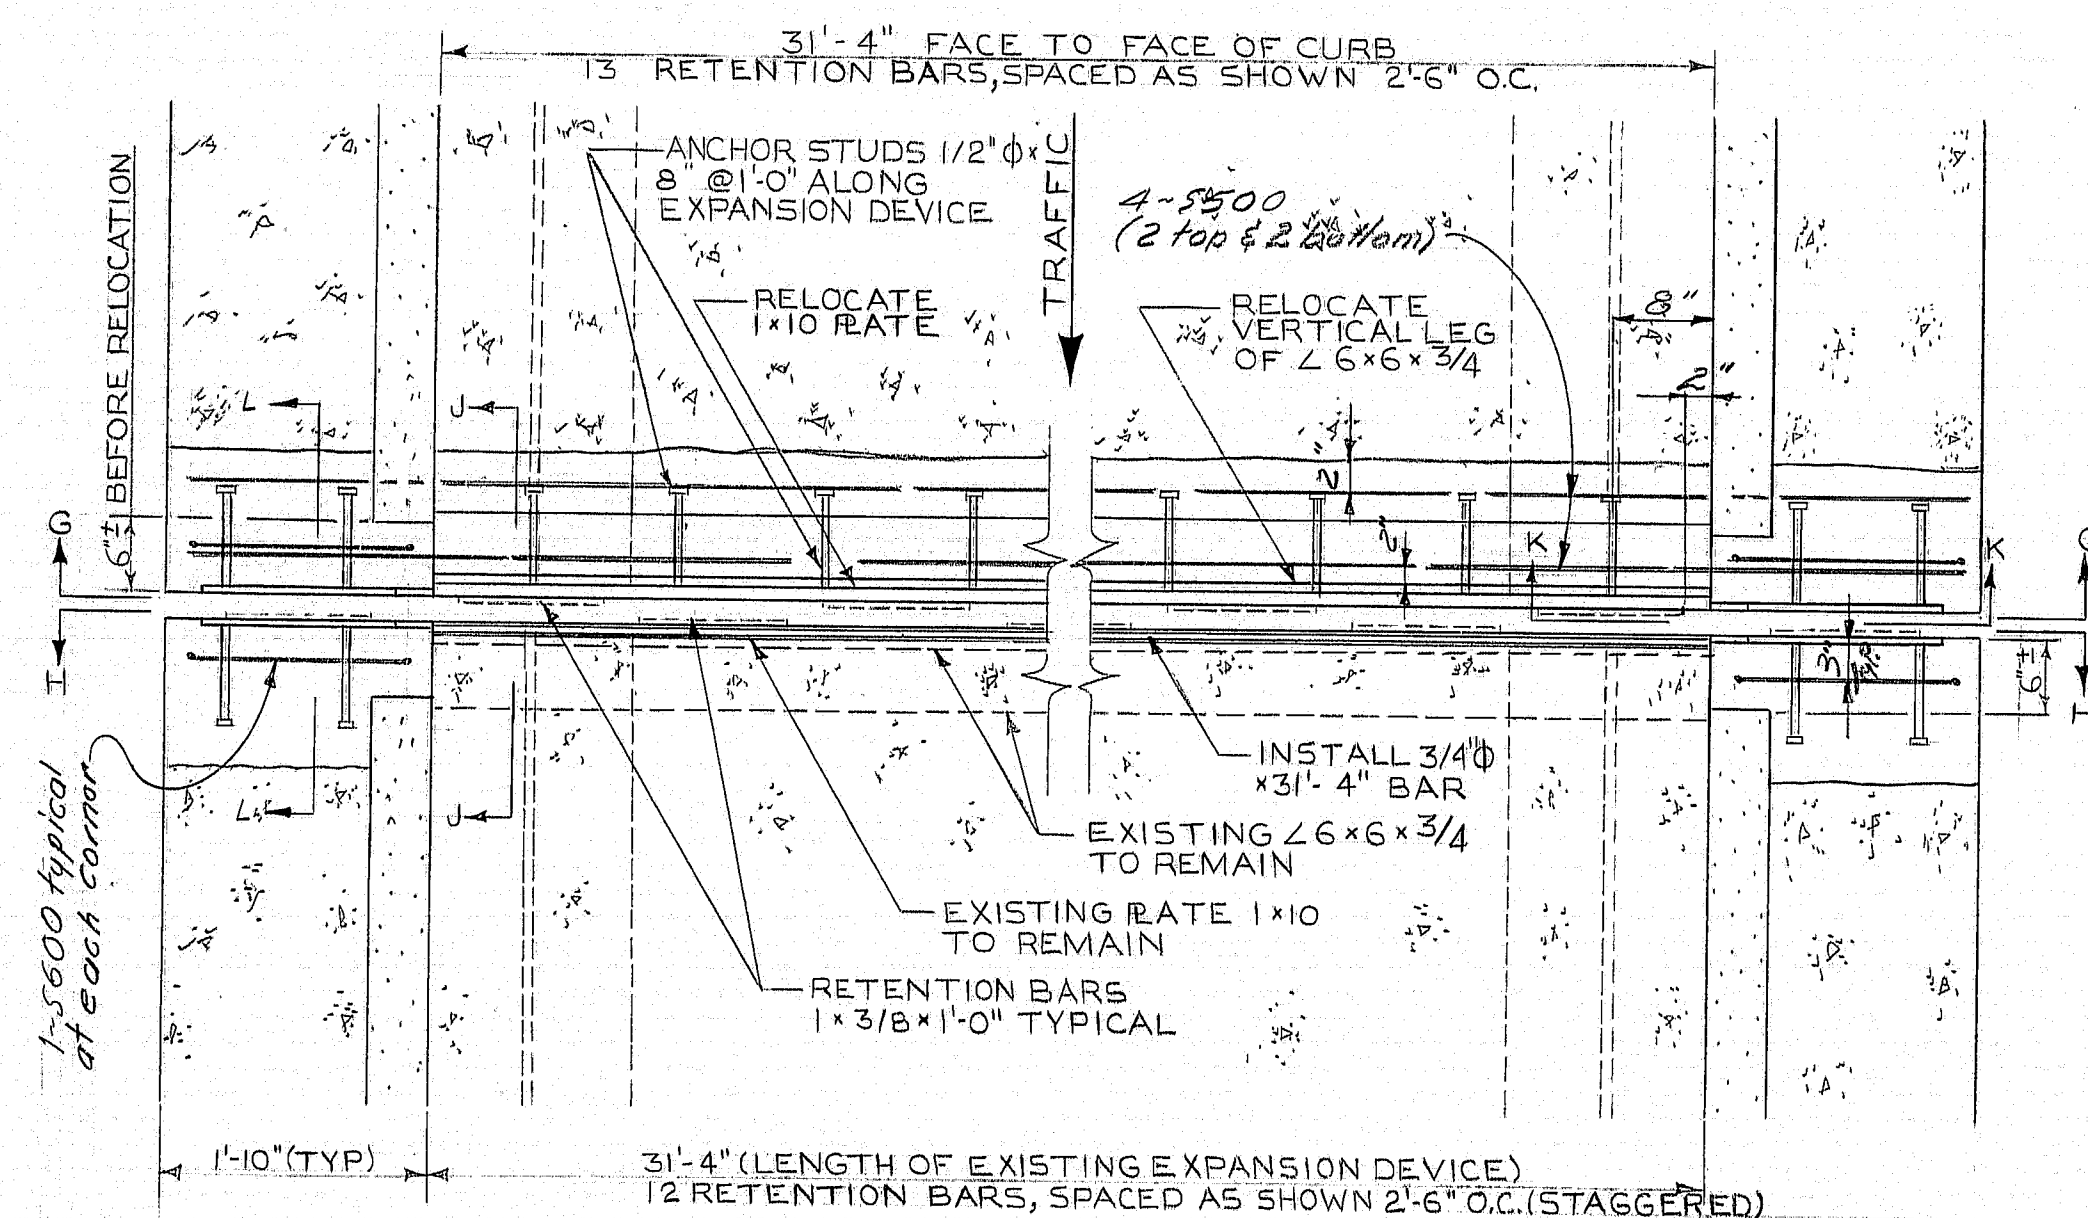 31'-4" FACE TO FACE OF CURB
13 RETENTION BARS, SPACED AS SHOWN 2'-6" O.C.
ANCHOR STUDS 1/2"ϕ×
8" @1'-0" ALONG
EXPANSION DEVICE
TRAFFIC
4~S500
(2 top & 2 bottom)
RELOCATE
1×10 PLATE
RELOCATE
VERTICAL LEG
OF ∠ 6×6×3/4
8"
2"
6"± BEFORE RELOCATION
L
J
2"
2"
G
K
K
G
I
I
3"
typ.
6"±
1~S600 typical
at each corner
L
J
INSTALL 3/4"ϕ
×31'-4" BAR
EXISTING ∠6×6×3/4
TO REMAIN
EXISTING PLATE 1×10
TO REMAIN
RETENTION BARS
1×3/8×1'-0" TYPICAL
1'-10"(TYP)
31'-4"(LENGTH OF EXISTING EXPANSION DEVICE)
12 RETENTION BARS, SPACED AS SHOWN 2'-6" O.C.(STAGGERED)